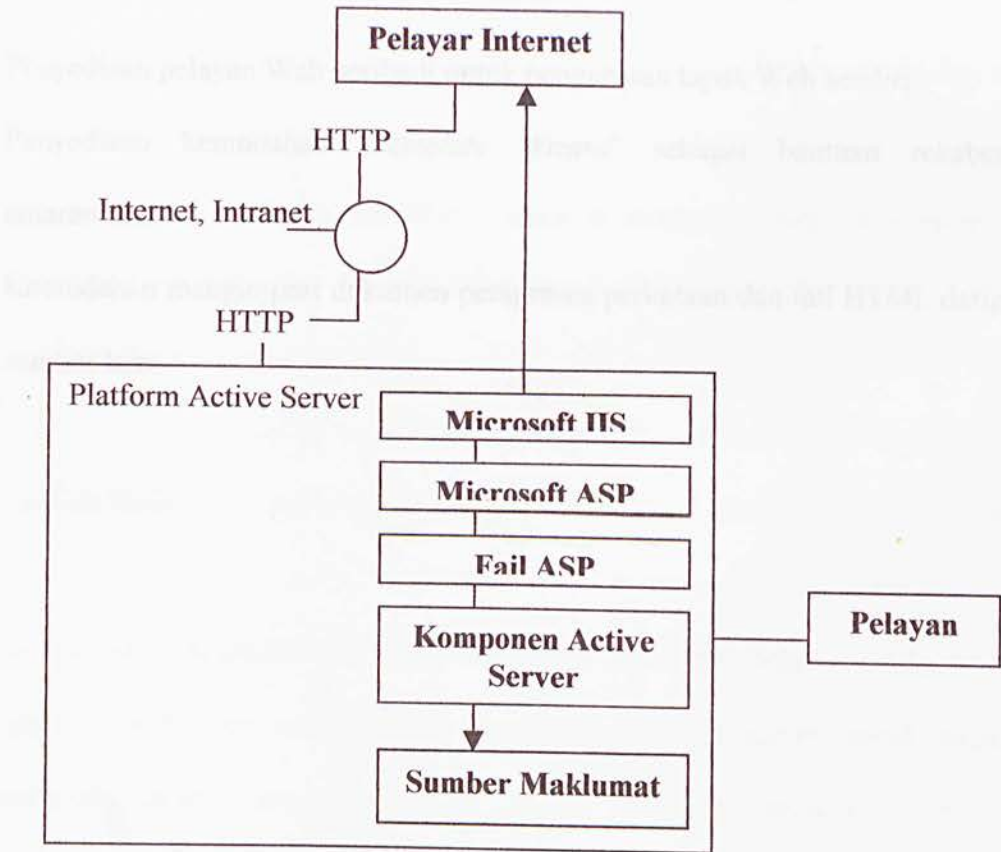 Pelayar Internet
HTTP
Internet, Intranet
HTTP
Platform Active Server
Microsoft IIS
Microsoft ASP
Fail ASP
Komponen Active
Server
Pelayan
Sumber Maklumat